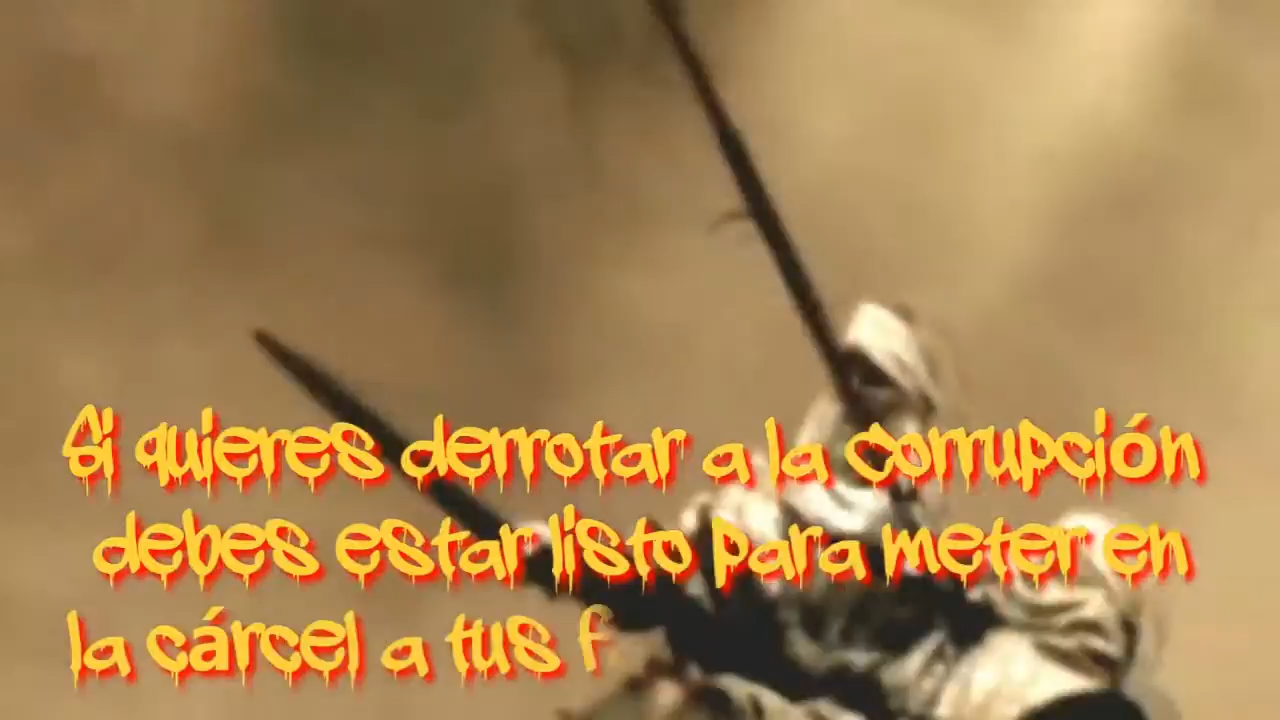 Si quieres derrotar a la corrupción
debes estar listo para meter en
la cárcel a tus f